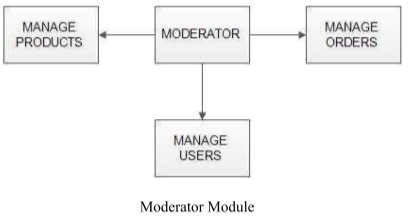 MANAGE
PRODUCTS
MODERATOR
MANAGE
ORDERS
MANAGE
USERS
Moderator Module